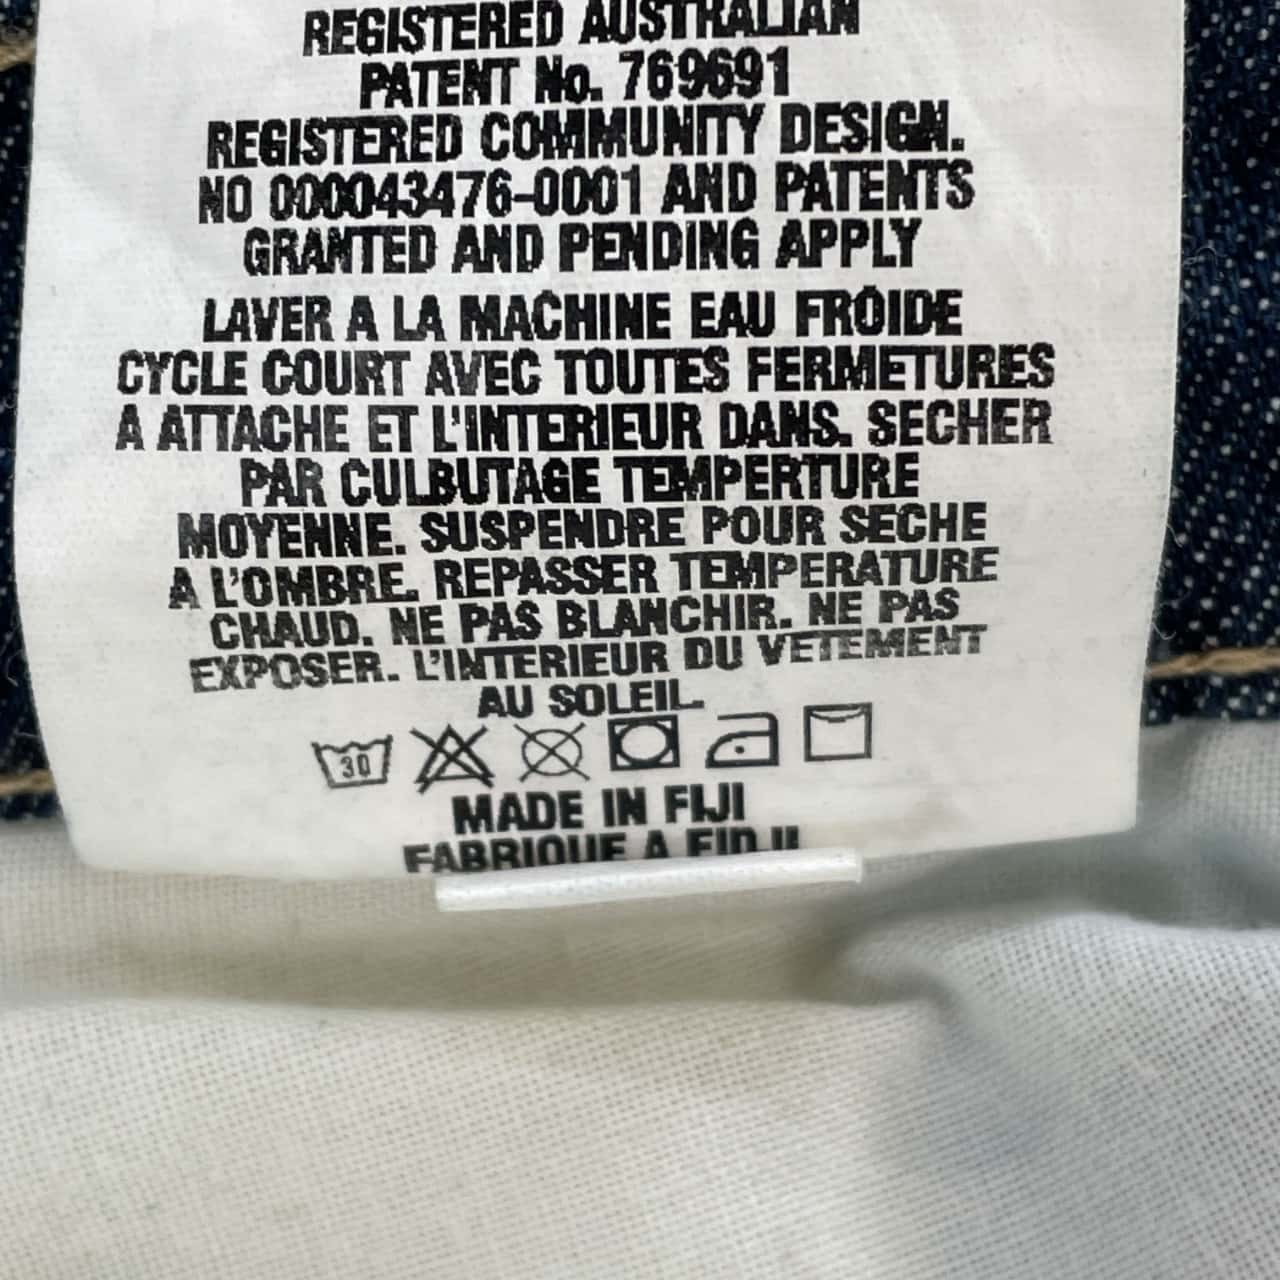 REGISTERED AUSTRALIAN
PATENT No. 769691
REGISTERED COMMUNITY DESIGN.
NO 000043476-0001 AND PATENTS
GRANTED AND PENDING APPLY
LAVER A LA MACHINE EAU FROIDE
CYCLE COURT AVEC TOUTES FERMETURES
A ATTACHE ET L'INTERIEUR DANS. SECHER
PAR CULBUTAGE TEMPERTURE
MOYENNE. SUSPENDRE POUR SECHE
A L'OMBRE. REPASSER TEMPERATURE
CHAUD. NE PAS BLANCHIR. NE PAS
EXPOSER. L'INTERIEUR DU VETEMENT
AU SOLEIL.
30
MADE IN FIJI
FABRIQUE A FIDJI